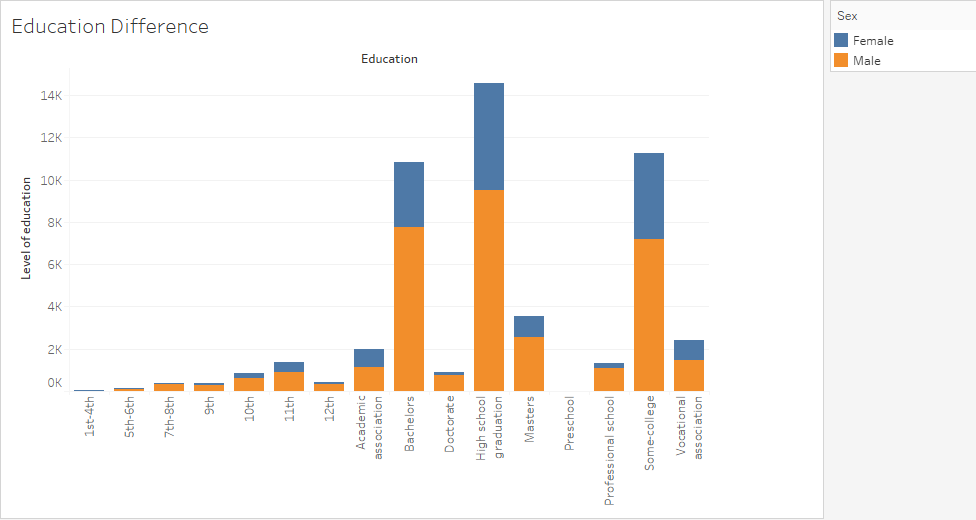 Education Difference
Sex
Female
Male
Education
Level of education
14K
12K
10K
8K
6K
4K
2K
0K
1st-4th
5th-6th
7th-8th
9th
10th
11th
12th
Academic
association
Bachelors
Doctorate
High school
graduation
Masters
Preschool
Professional school
Some-college
Vocational
association